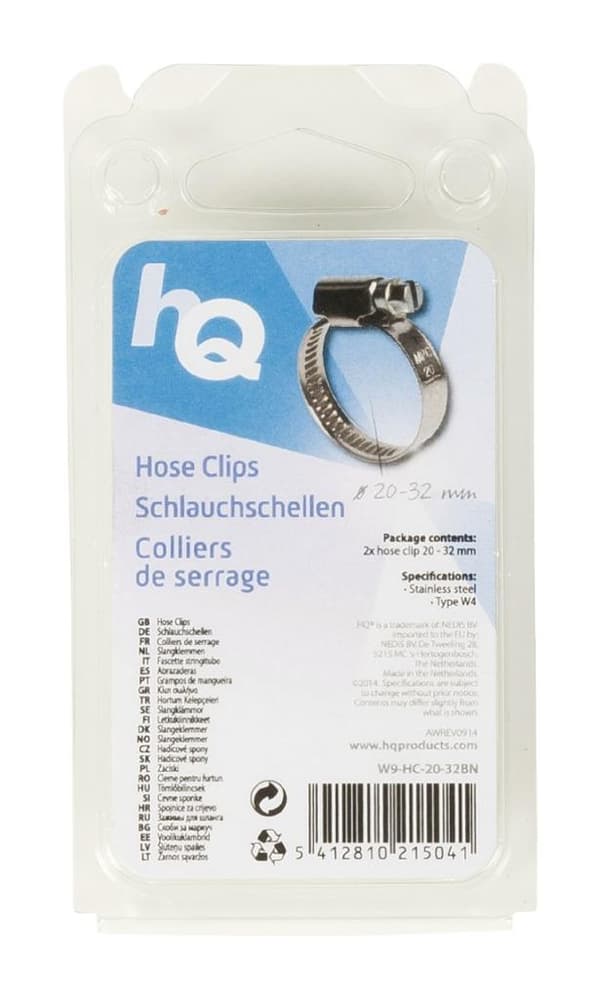 hQ
MPC
20
Hose Clips
Schlauchschellen
Colliers
de serrage
ø 20-32 mm
Package contents:
2x hose clip 20 - 32 mm
Specifications:
- Stainless steel
- Type W4
HQ® is a trademark of NEDIS BV
imported to the EU by:
NEDIS BV, De Tweeling 28,
5215 MC 's-Hertogenbosch,
The Netherlands.
Made in the Netherlands.
©2014. Specifications are subject
to change without prior notice.
Contents may differ slightly from
what is shown.
AWREV0914
www.hqproducts.com
W9-HC-20-32BN
GB Hose Clips
DE Schlauchschellen
FR Colliers de serrage
NL Slangklemmen
IT Fascette stringitubo
ES Abrazaderas
PT Grampos de mangueira
GR Κλιπ σωλήνα
TR Hortum Kelepçeleri
SE Slangklämmor
FI Letkukiinnikkeet
DK Slangeklemmer
NO Slangeklemmer
CZ Hadicové spony
SK Hadicové spony
PL Zaciski
RO Cleme pentru furtun
HU Tömlőbilincsek
SI Cevne sponke
HR Spojnice za crijevo
RU Зажимы для шланга
BG Скоби за маркуч
EE Voolikuklambrid
LV Šļūteņu spailes
LT Žarnos sąvaržos
5 412810 215041